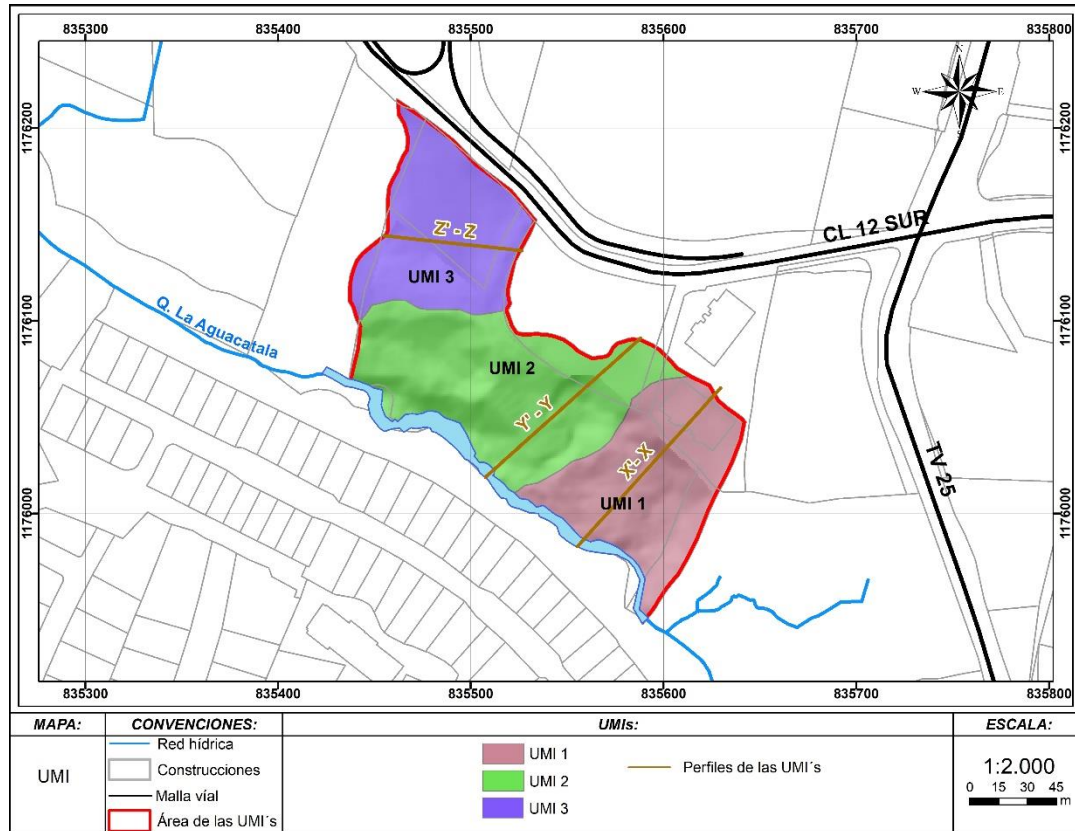 835300 835400 835500 835600 835700 835800
N
W E
S
1176200 1176200
CL 12 SUR
Z' - Z
UMI 3
1176100 1176100
Q. La Aguacatala
UMI 2
Y' - Y
X'- X
TV 25
UMI 1
1176000 1176000
835300 835400 835500 835600 835700 835800
MAPA: CONVENCIONES: UMIs: ESCALA:
UMI
Red hídrica
Construcciones
Malla víal
Área de las UMI´s
UMI 1
UMI 2
UMI 3
Perfiles de las UMI´s
1:2.000
0 15 30 45
m